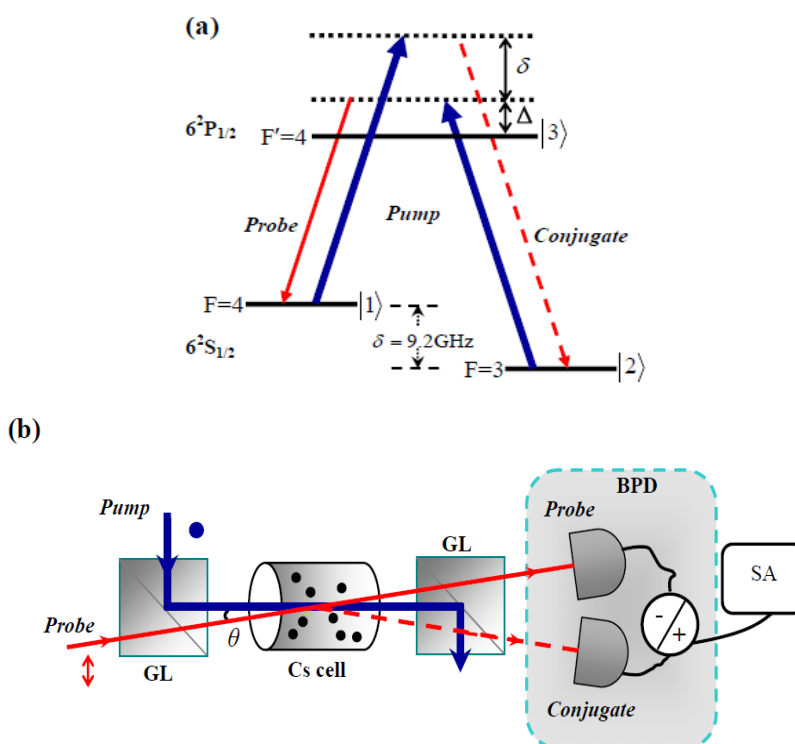 (a)
δ
Δ
6²P₁/₂
F′=4
|3⟩
Probe
Pump
Conjugate
F=4
|1⟩
δ = 9.2GHz
6²S₁/₂
F=3
|2⟩
(b)
BPD
Pump
Probe
GL
SA
-
+
Probe
θ
GL
Cs cell
Conjugate